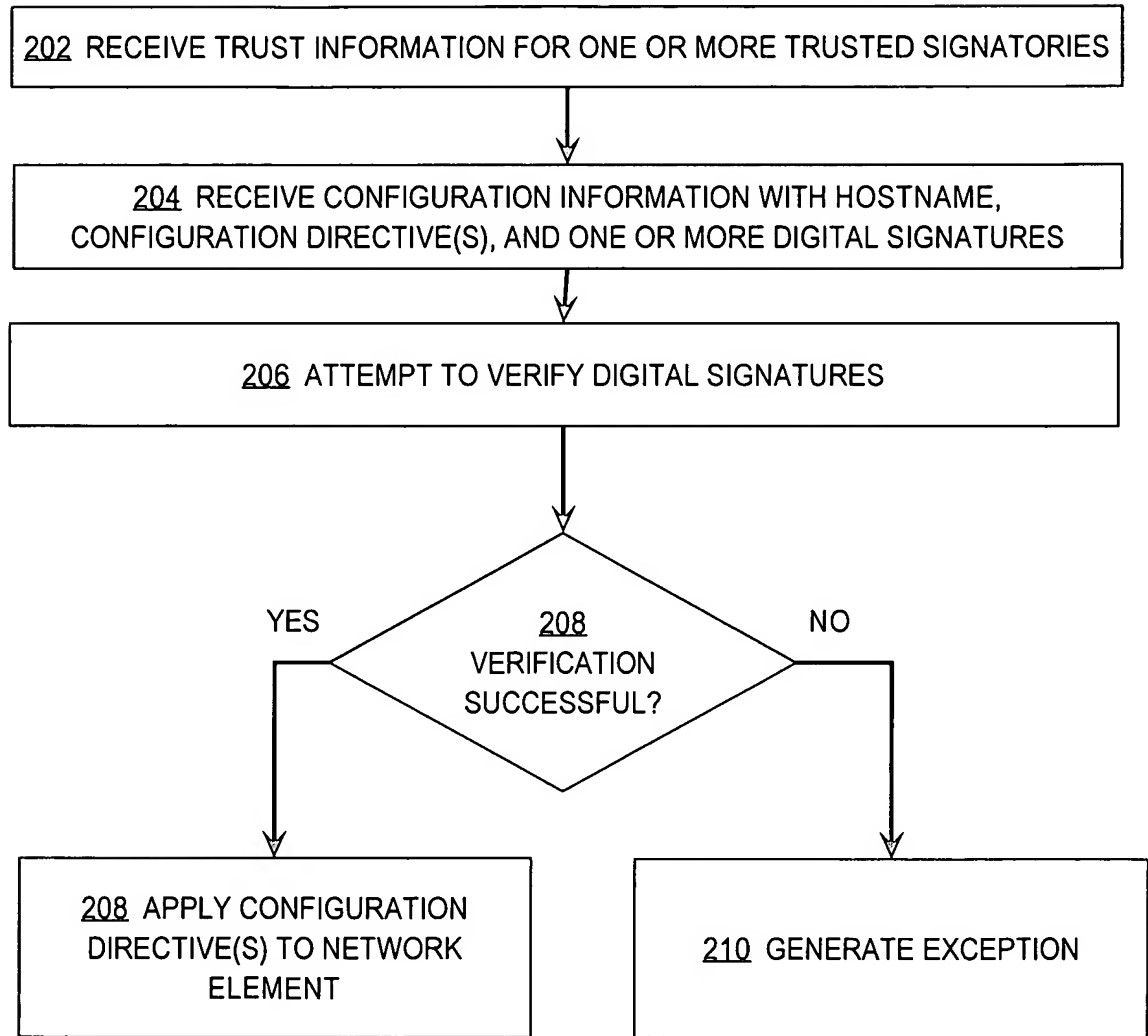 202 RECEIVE TRUST INFORMATION FOR ONE OR MORE TRUSTED SIGNATORIES
204 RECEIVE CONFIGURATION INFORMATION WITH HOSTNAME,
CONFIGURATION DIRECTIVE(S), AND ONE OR MORE DIGITAL SIGNATURES
206 ATTEMPT TO VERIFY DIGITAL SIGNATURES
YES
208
VERIFICATION
SUCCESSFUL?
NO
208 APPLY CONFIGURATION
DIRECTIVE(S) TO NETWORK
ELEMENT
210 GENERATE EXCEPTION